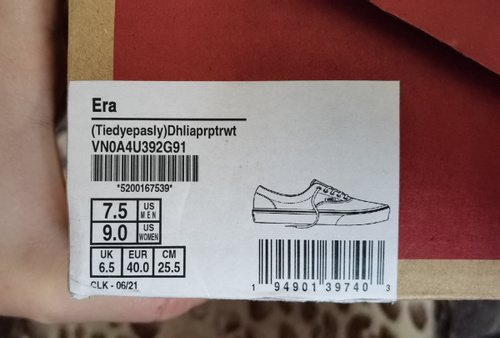 Era
(Tiedyepasly)Dhliaprptrwt
VN0A4U392G91
*5200167539*
7.5 US MEN
9.0 US WOMEN
UK EUR CM
6.5 40.0 25.5
CLK - 06/21
1 94901 39740 3